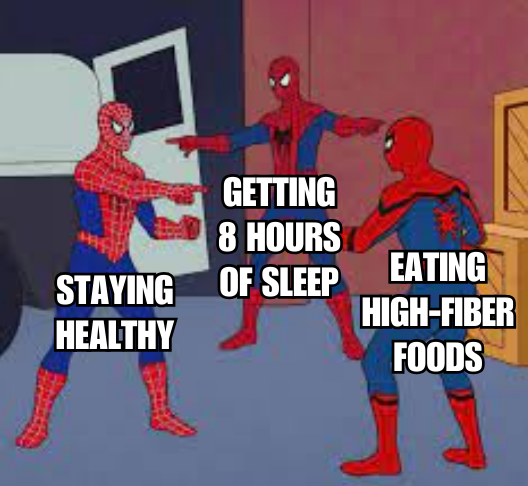 STAYING
HEALTHY
GETTING
8 HOURS
OF SLEEP
EATING
HIGH-FIBER
FOODS